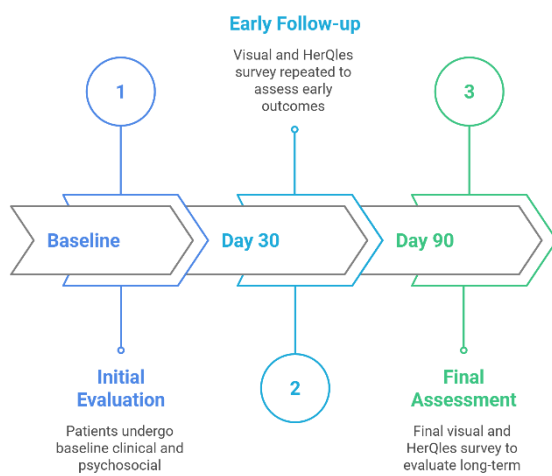 Early Follow-up
Visual and HerQles
survey repeated to
assess early
outcomes
1
3
Baseline
Day 30
Day 90
Initial
Evaluation
Patients undergo
baseline clinical and
psychosocial
2
Final
Assessment
Final visual and
HerQles survey to
evaluate long-term